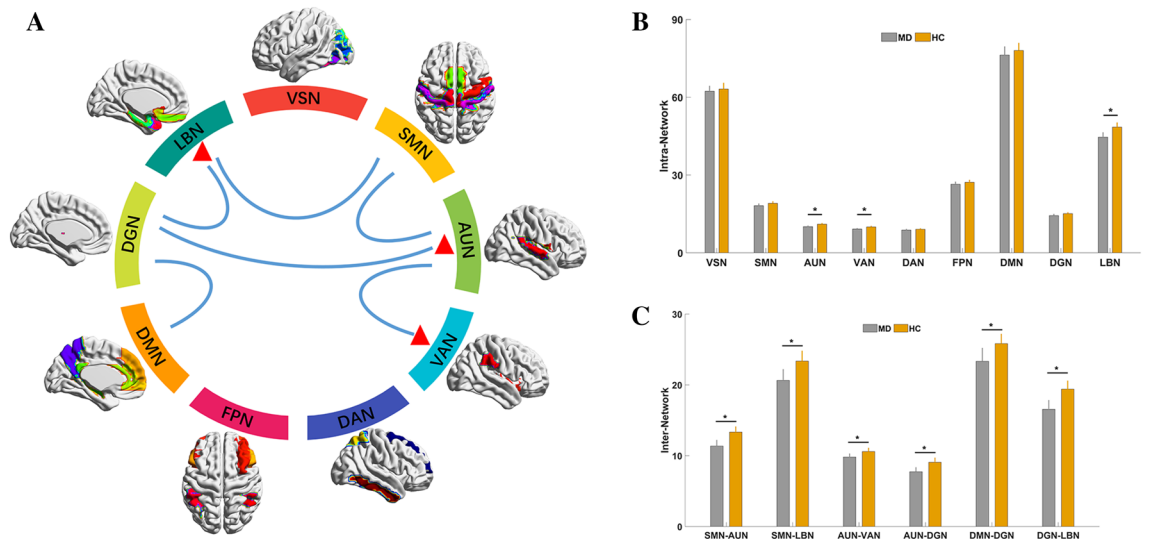 A
VSN
SMN
AUN
VAN
DAN
FPN
DMN
DGN
LBN
B
MD HC
Intra-Network
90
60
30
0
* * *
VSN SMN AUN VAN DAN FPN DMN DGN LBN
C
MD HC
Inter-Network
30
20
10
0
* * * * * *
SMN-AUN SMN-LBN AUN-VAN AUN-DGN DMN-DGN DGN-LBN